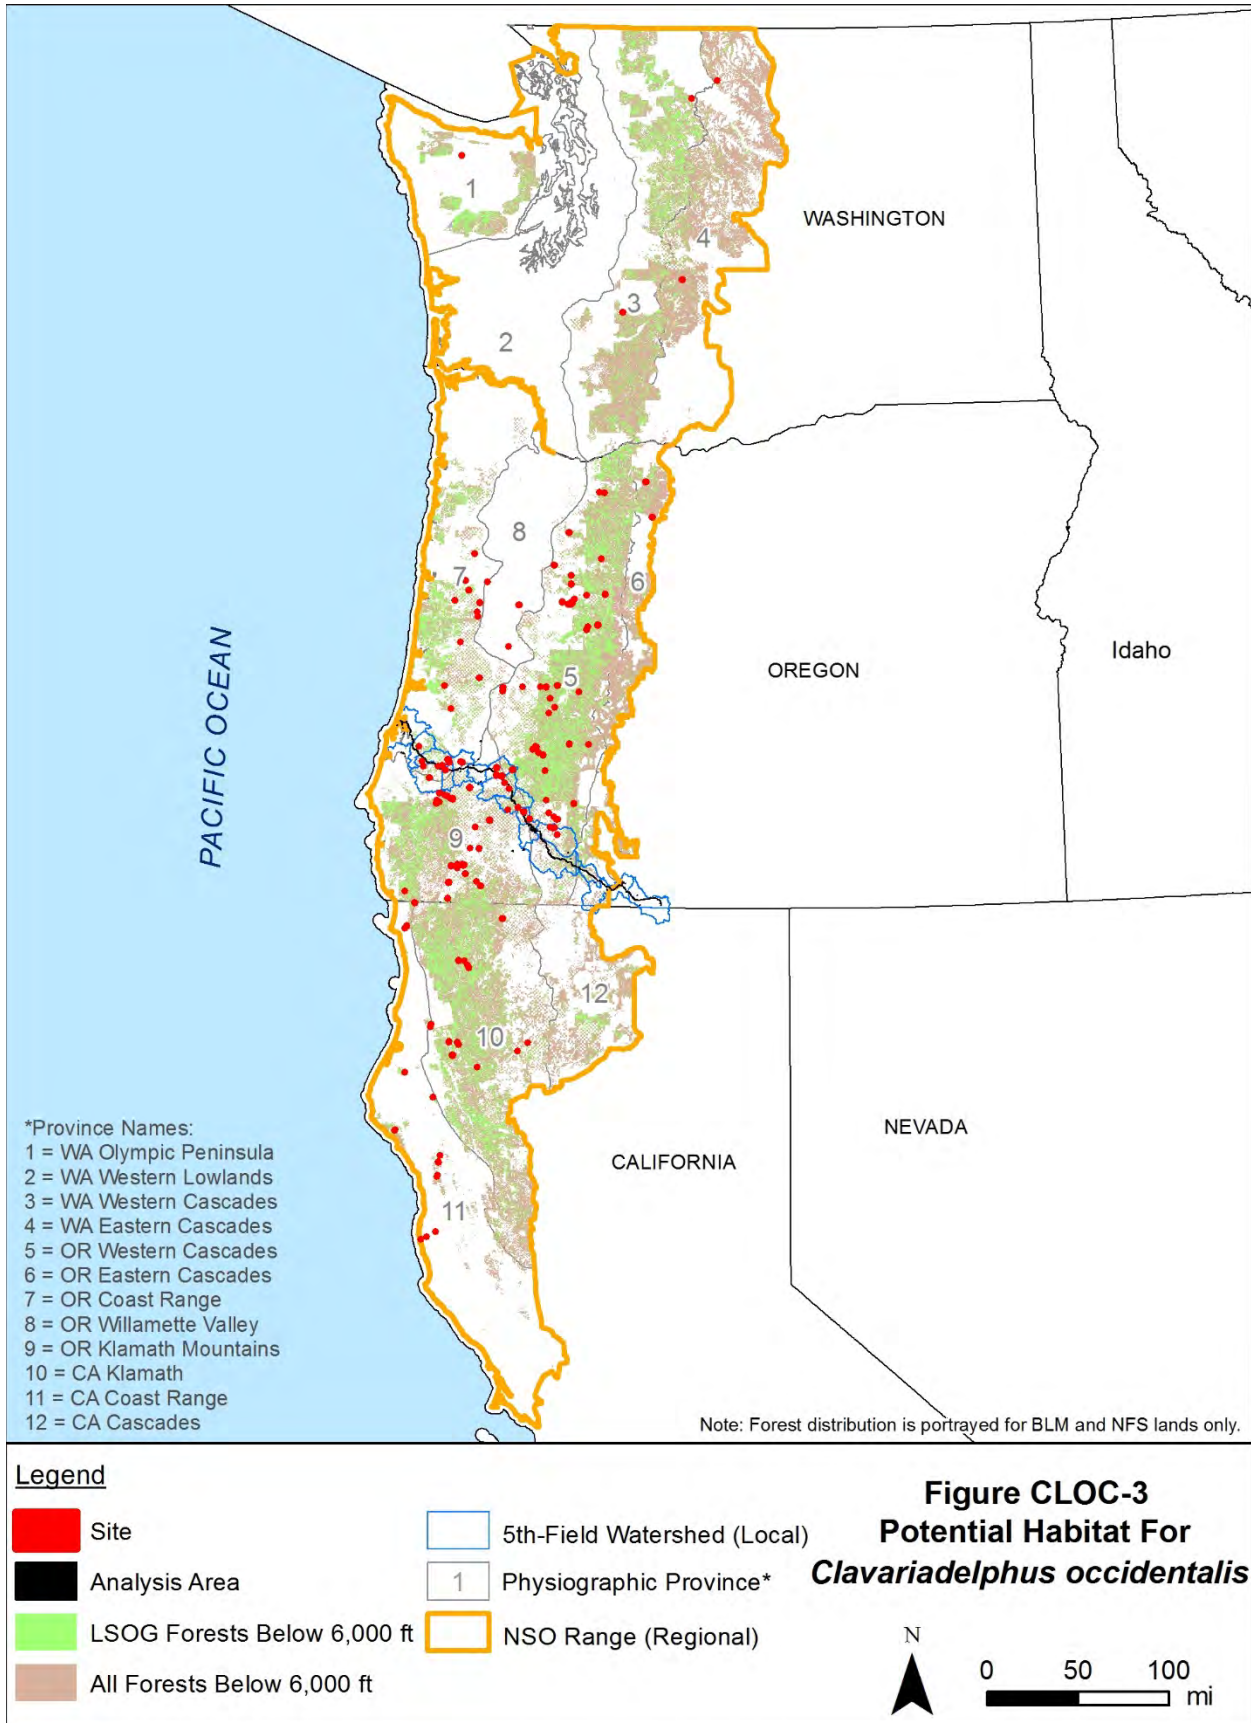 WASHINGTON
1
4
3
2
8
7
6
5
OREGON
Idaho
PACIFIC OCEAN
9
12
10
NEVADA
CALIFORNIA
11
*Province Names:
1 = WA Olympic Peninsula
2 = WA Western Lowlands
3 = WA Western Cascades
4 = WA Eastern Cascades
5 = OR Western Cascades
6 = OR Eastern Cascades
7 = OR Coast Range
8 = OR Willamette Valley
9 = OR Klamath Mountains
10 = CA Klamath
11 = CA Coast Range
12 = CA Cascades
Note: Forest distribution is portrayed for BLM and NFS lands only.
Legend
Site
Analysis Area
LSOG Forests Below 6,000 ft
All Forests Below 6,000 ft
5th-Field Watershed (Local)
1 Physiographic Province*
NSO Range (Regional)
Figure CLOC-3
Potential Habitat For
Clavariadelphus occidentalis
N
0 50 100
mi